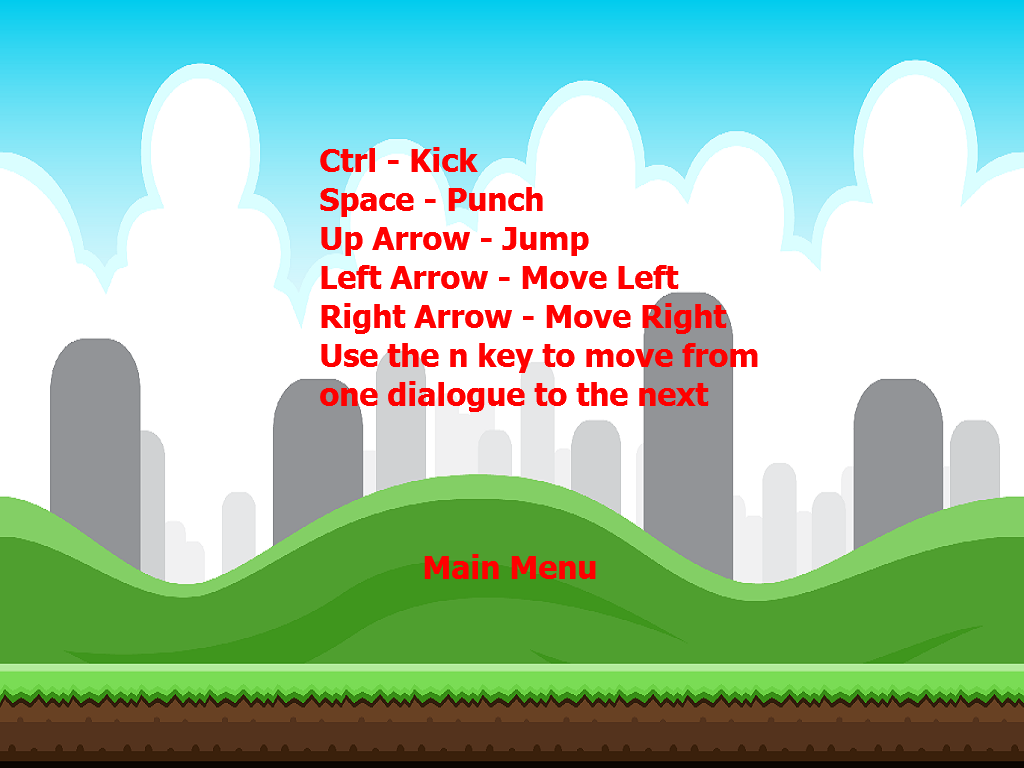 Ctrl - Kick
Space - Punch
Up Arrow - Jump
Left Arrow - Move Left
Right Arrow - Move Right
Use the n key to move from
one dialogue to the next
Main Menu